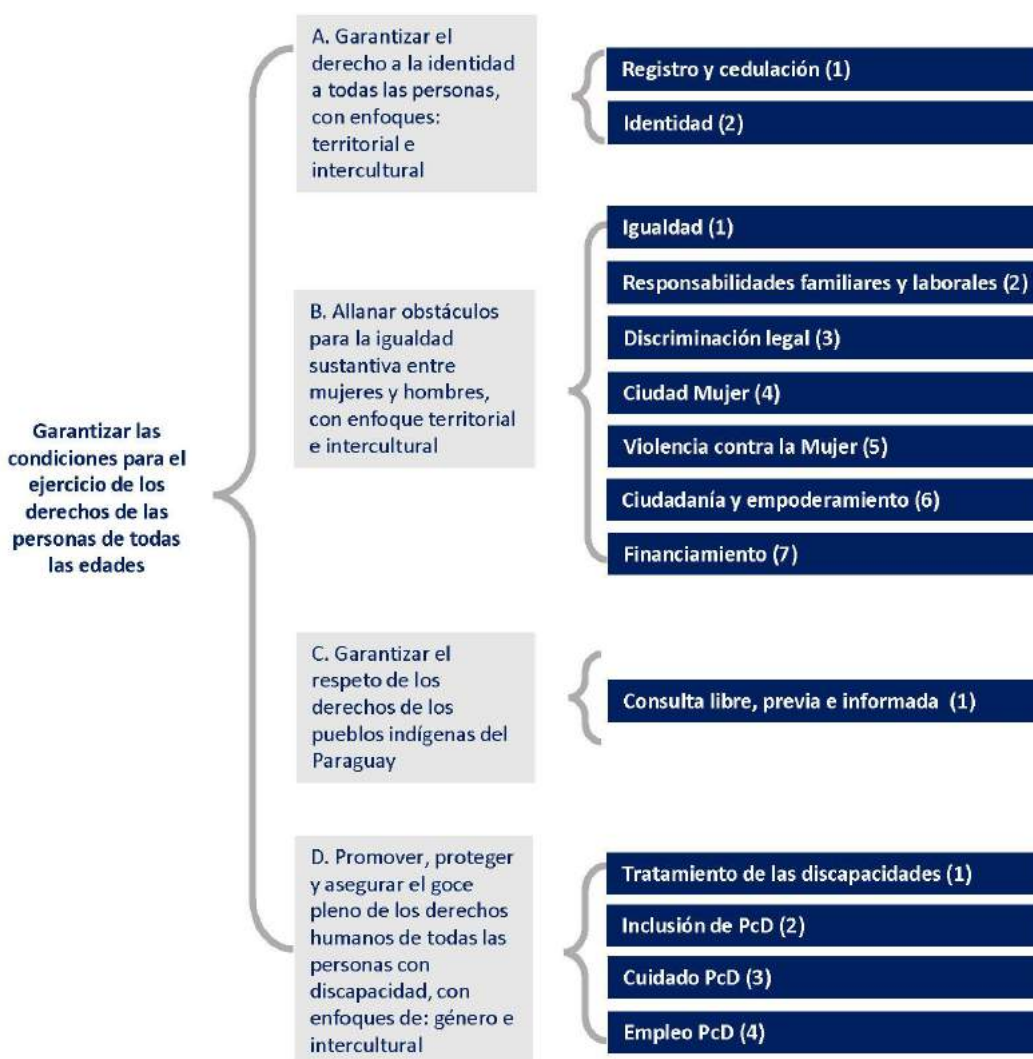 Garantizar las
condiciones para el
ejercicio de los
derechos de las
personas de todas
las edades
A. Garantizar el
derecho a la identidad
a todas las personas,
con enfoques:
territorial e
intercultural
Registro y cedulación (1)
Identidad (2)
B. Allanar obstáculos
para la igualdad
sustantiva entre
mujeres y hombres,
con enfoque territorial
e intercultural
Igualdad (1)
Responsabilidades familiares y laborales (2)
Discriminación legal (3)
Ciudad Mujer (4)
Violencia contra la Mujer (5)
Ciudadanía y empoderamiento (6)
Financiamiento (7)
C. Garantizar el
respeto de los
derechos de los
pueblos indígenas del
Paraguay
Consulta libre, previa e informada (1)
D. Promover, proteger
y asegurar el goce
pleno de los derechos
humanos de todas las
personas con
discapacidad, con
enfoques de: género e
intercultural
Tratamiento de las discapacidades (1)
Inclusión de PcD (2)
Cuidado PcD (3)
Empleo PcD (4)